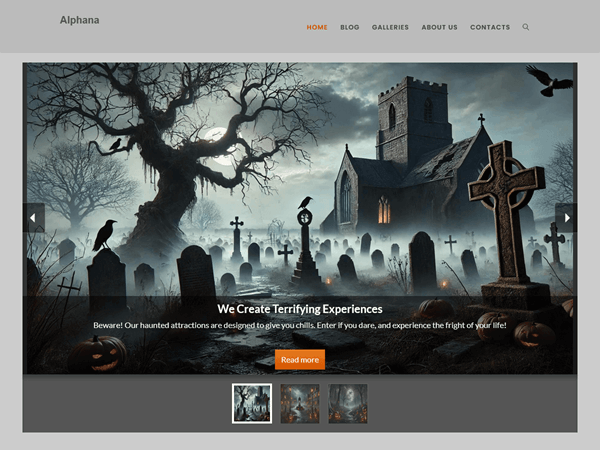 Alphana
HOME BLOG GALLERIES ABOUT US CONTACTS
We Create Terrifying Experiences
Beware! Our haunted attractions are designed to give you chills. Enter if you dare, and experience the fright of your life!
Read more